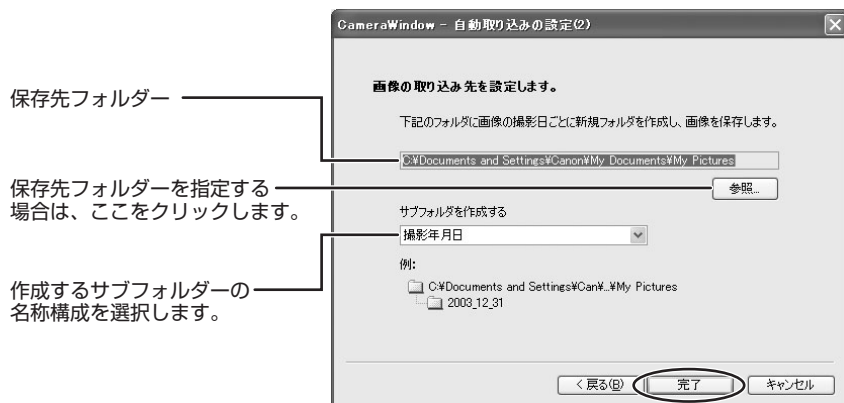 CameraWindow - 自動取り込みの設定(2)
画像の取り込み先を設定します。
下記のフォルダに画像の撮影日ごとに新規フォルダを作成し、画像を保存します。
保存先フォルダー
C:¥Documents and Settings¥Canon¥My Documents¥My Pictures
保存先フォルダーを指定する
場合は、ここをクリックします。
参照...
サブフォルダを作成する
撮影年月日
例:
C:¥Documents and Settings¥Can¥...¥My Pictures
2003_12_31
作成するサブフォルダーの
名称構成を選択します。
< 戻る(B)
完了
キャンセル